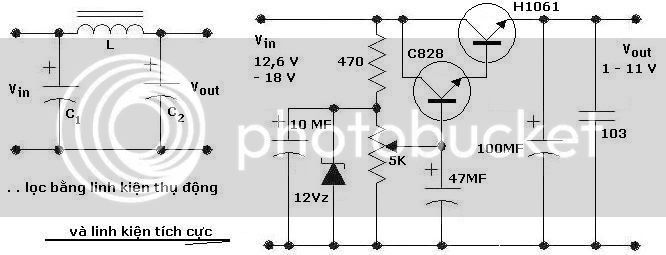 L
Vin
C1
C2
Vout
. . lọc bằng linh kiện thụ động
và linh kiện tích cực
Vin
12,6 V
- 18 V
470
C828
H1061
Vout
1 - 11 V
10 MF
12Vz
5K
47MF
100MF
103
photobucket